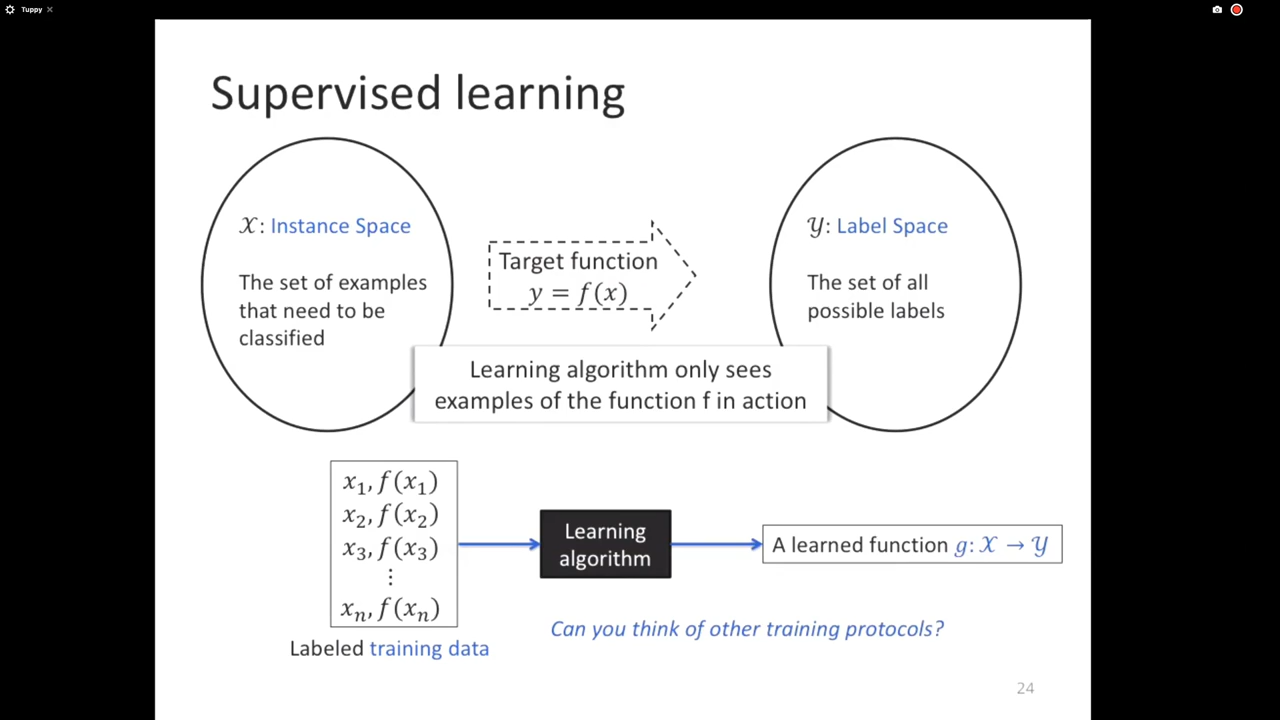 Tuppy
Supervised learning
𝒳: Instance Space
The set of examples
that need to be
classified
Target function
y = f(x)
𝒴: Label Space
The set of all
possible labels
Learning algorithm only sees
examples of the function f in action
x₁, f(x₁)
x₂, f(x₂)
x₃, f(x₃)
⋮
xₙ, f(xₙ)
Labeled training data
Learning
algorithm
A learned function g: 𝒳 → 𝒴
Can you think of other training protocols?
24